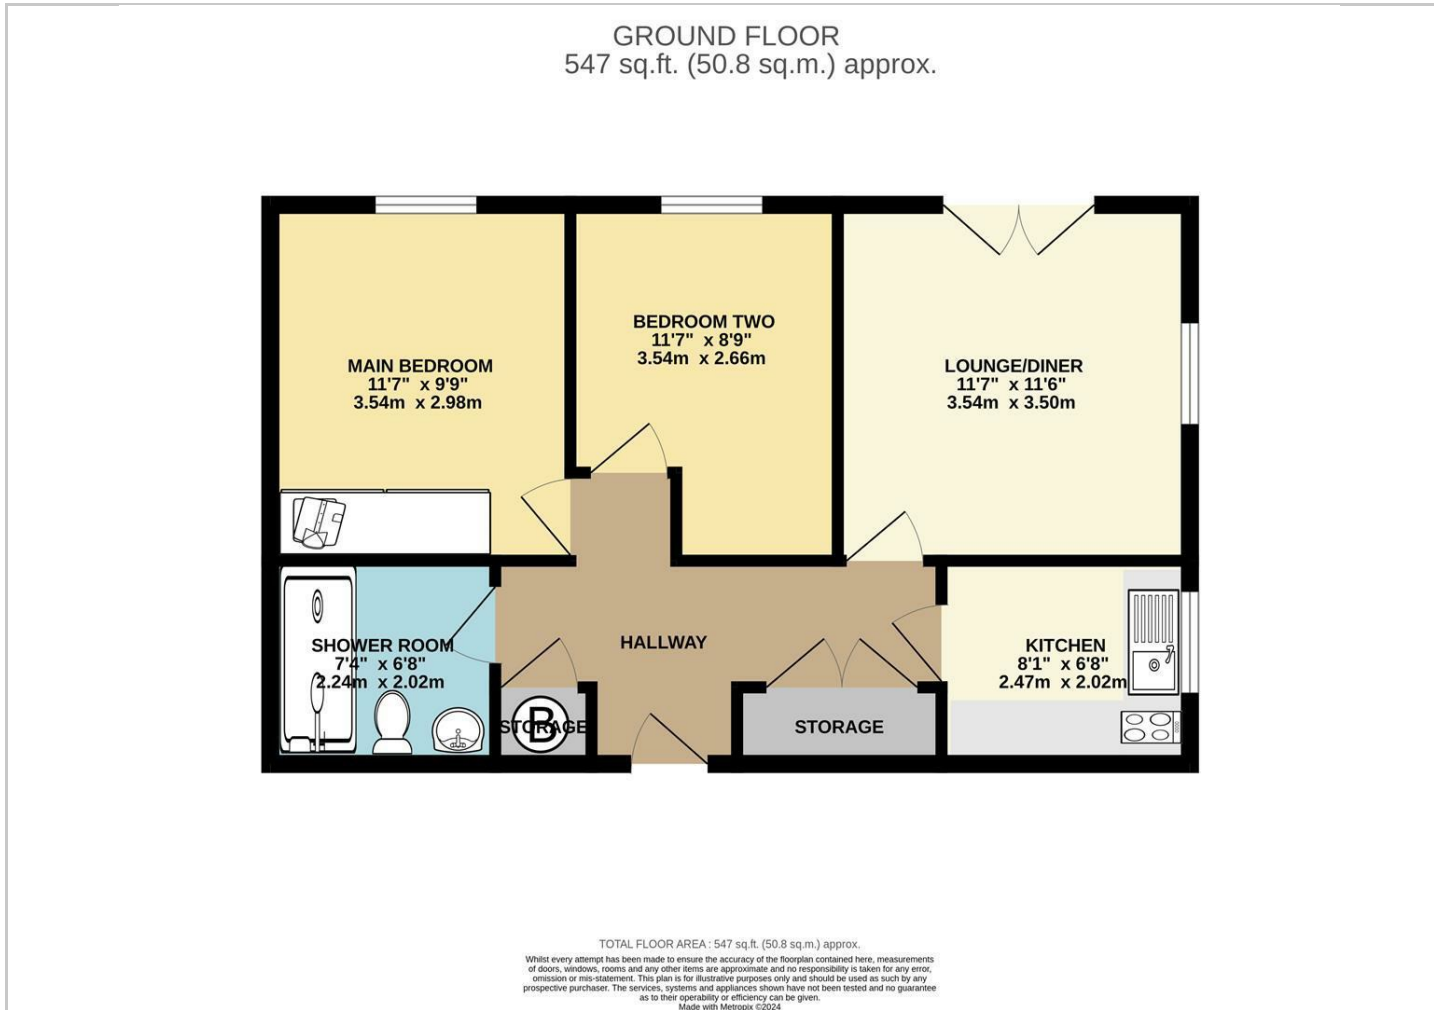 GROUND FLOOR
547 sq.ft. (50.8 sq.m.) approx.
MAIN BEDROOM
11'7" x 9'9"
3.54m x 2.98m
BEDROOM TWO
11'7" x 8'9"
3.54m x 2.66m
LOUNGE/DINER
11'7" x 11'6"
3.54m x 3.50m
SHOWER ROOM
7'4" x 6'8"
2.24m x 2.02m
HALLWAY
KITCHEN
8'1" x 6'8"
2.47m x 2.02m
STORAGE
B
STORAGE
TOTAL FLOOR AREA : 547 sq.ft. (50.8 sq.m.) approx.
Whilst every attempt has been made to ensure the accuracy of the floorplan contained here, measurements
of doors, windows, rooms and any other items are approximate and no responsibility is taken for any error,
omission or mis-statement. This plan is for illustrative purposes only and should be used as such by any
prospective purchaser. The services, systems and appliances shown have not been tested and no guarantee
as to their operability or efficiency can be given.
Made with Metropix ©2024